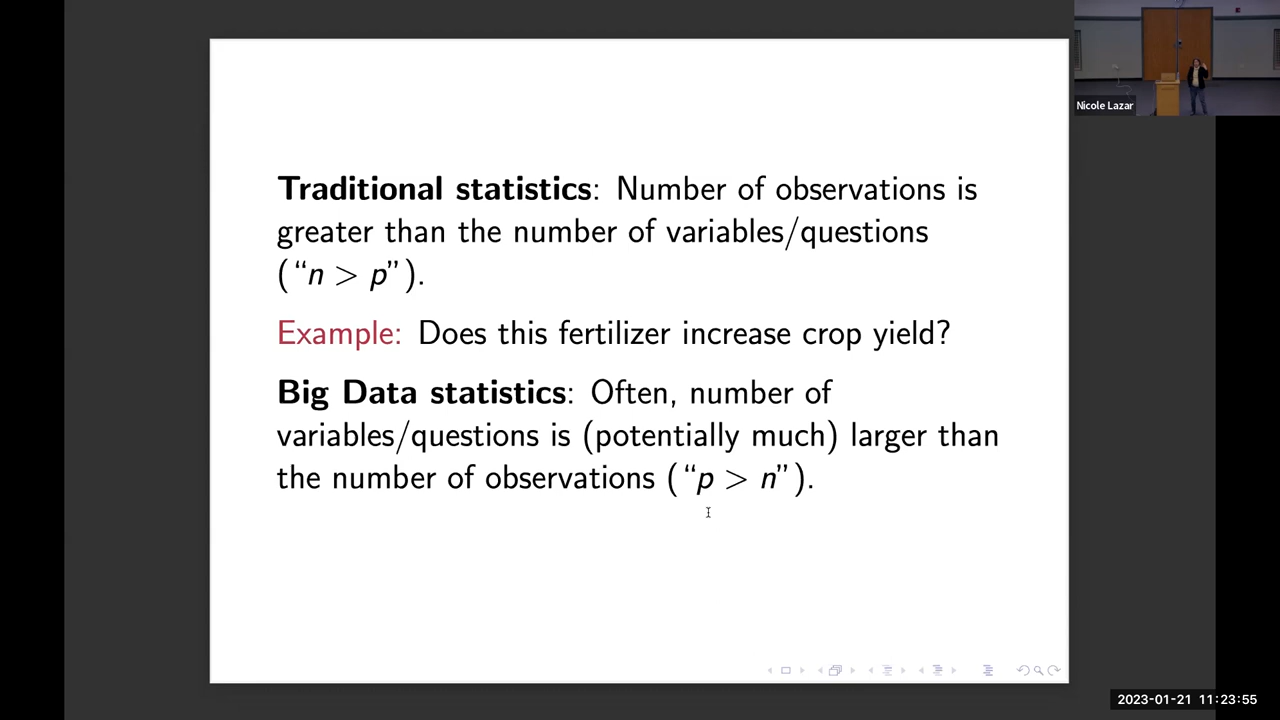 Nicole Lazar
Traditional statistics: Number of observations is
greater than the number of variables/questions
(“n > p”).
Example: Does this fertilizer increase crop yield?
Big Data statistics: Often, number of
variables/questions is (potentially much) larger than
the number of observations (“p > n”).
2023-01-21 11:23:55